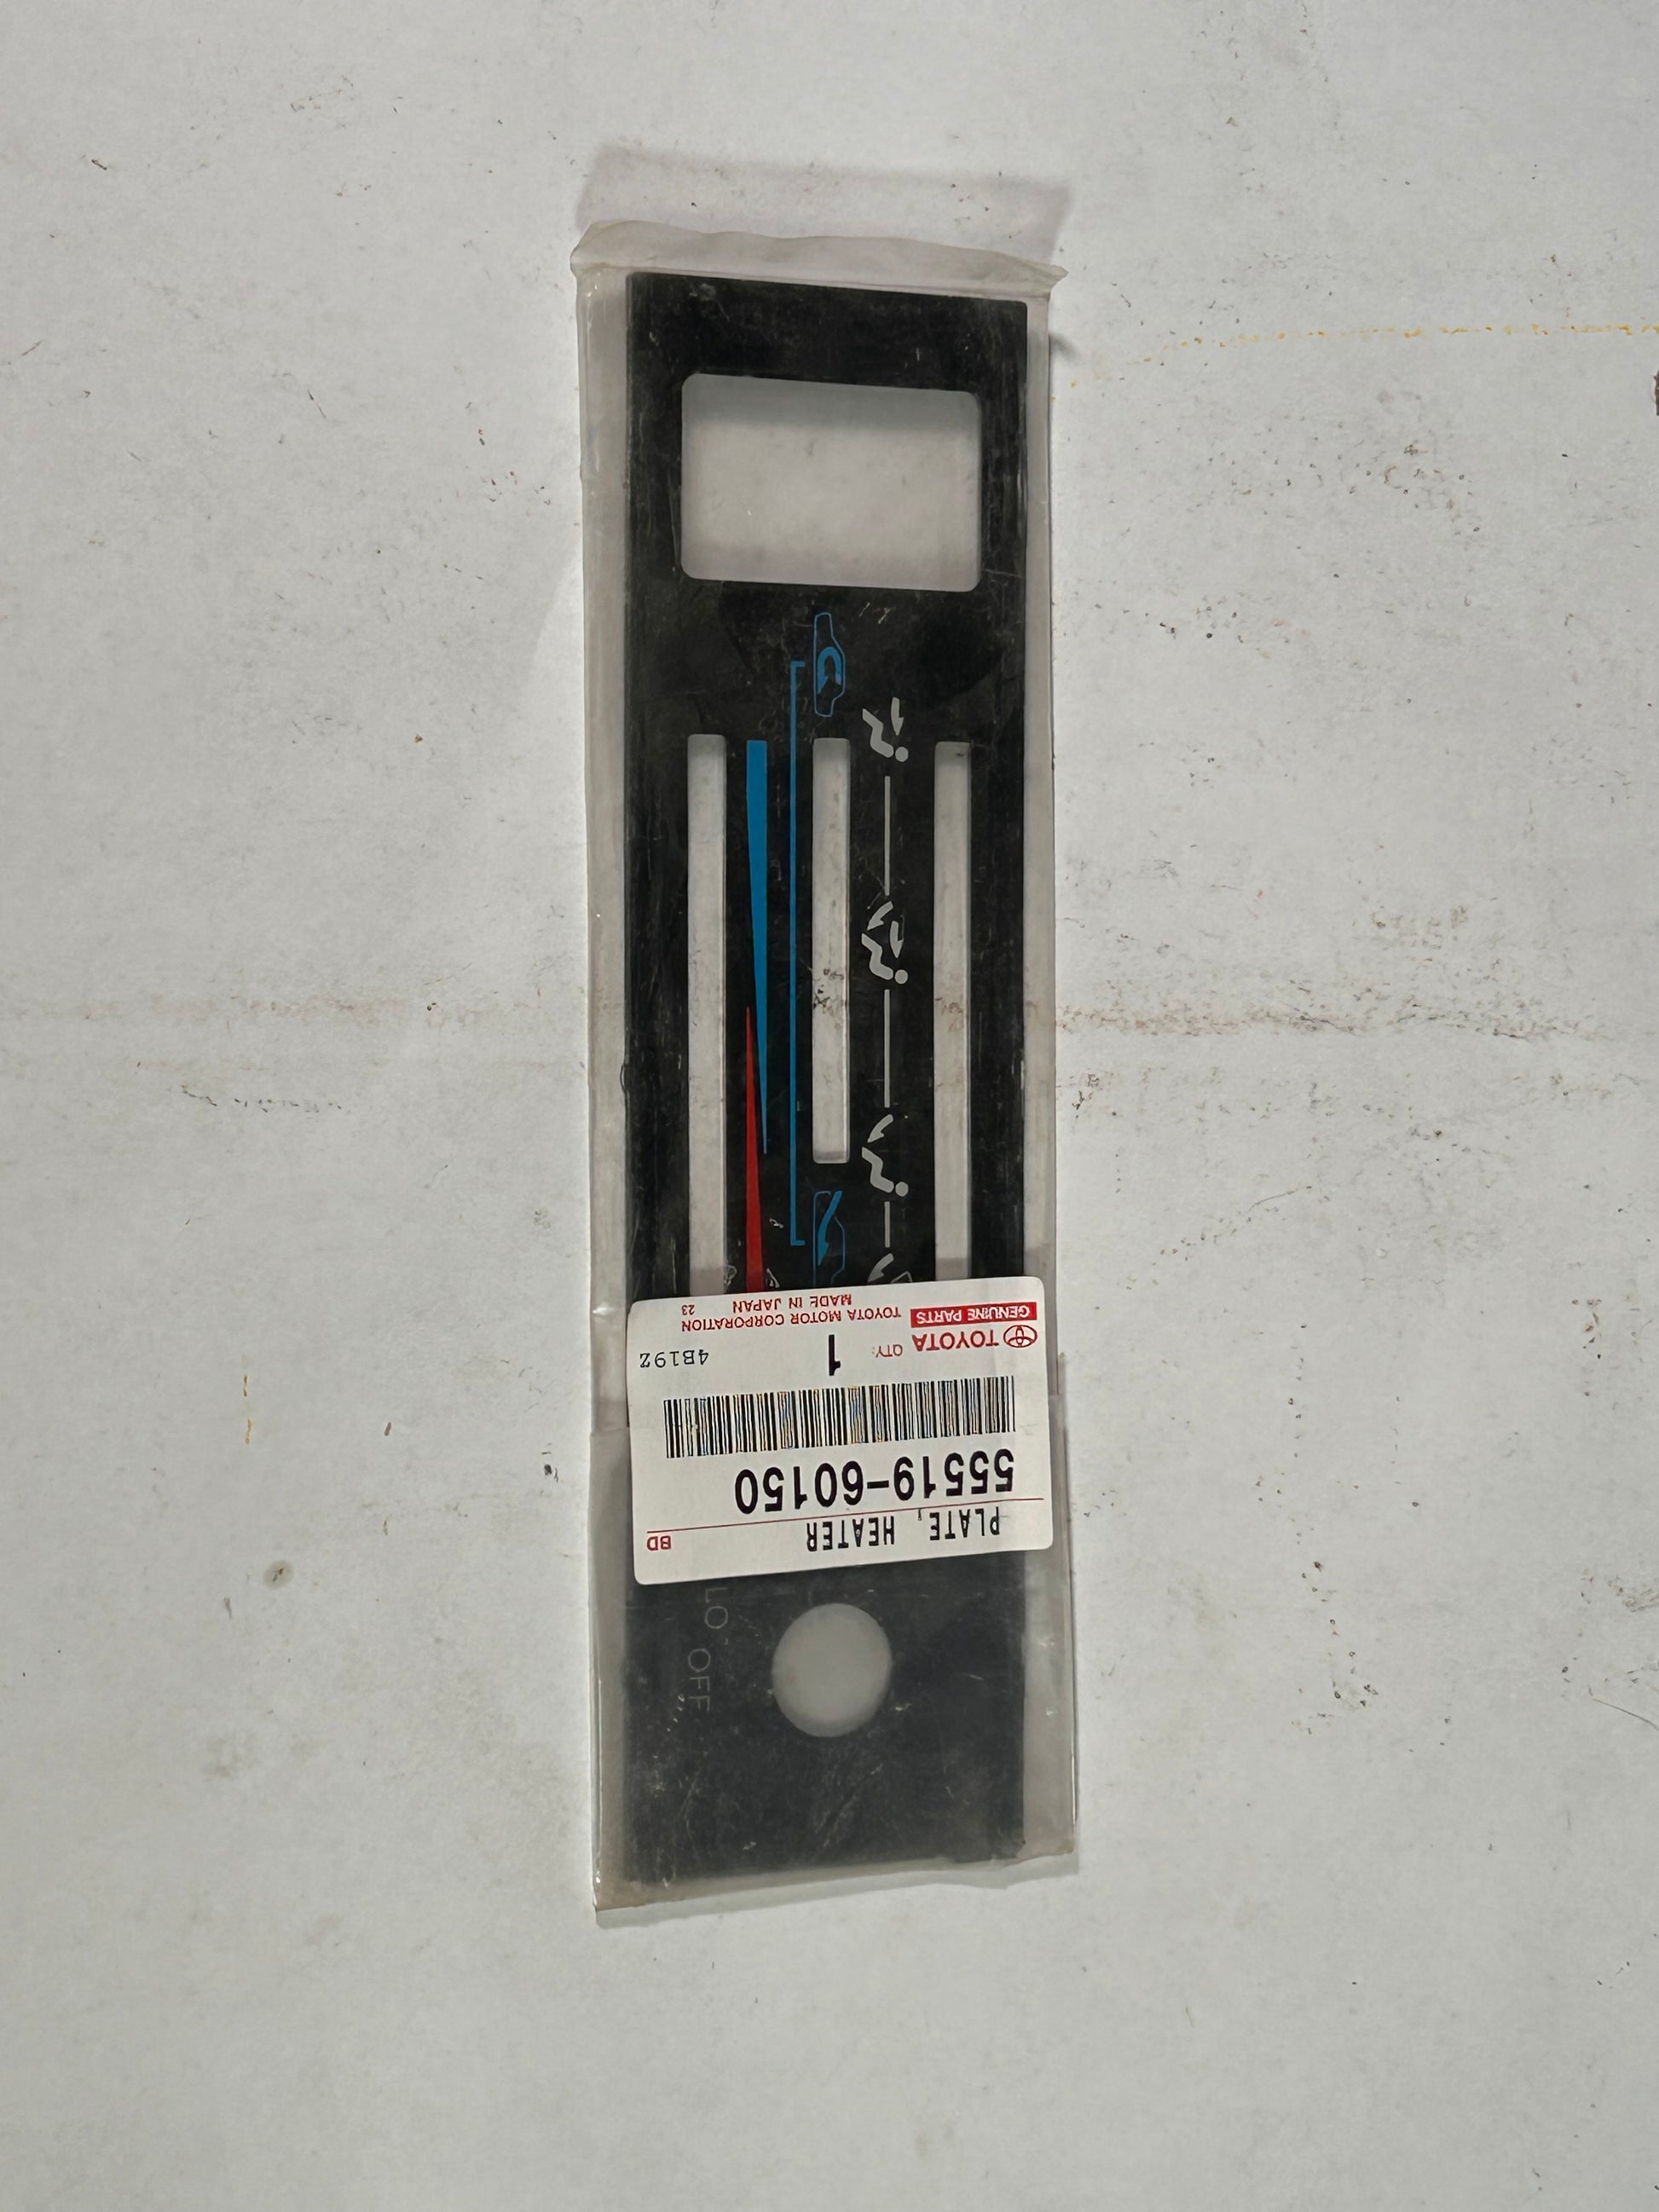 PLATE, HEATER
BD
55519-60150
TOYOTA QTY: 1 4B19Z
GENUINE PARTS TOYOTA MOTOR CORPORATION
MADE IN JAPAN 23
LO
OFF